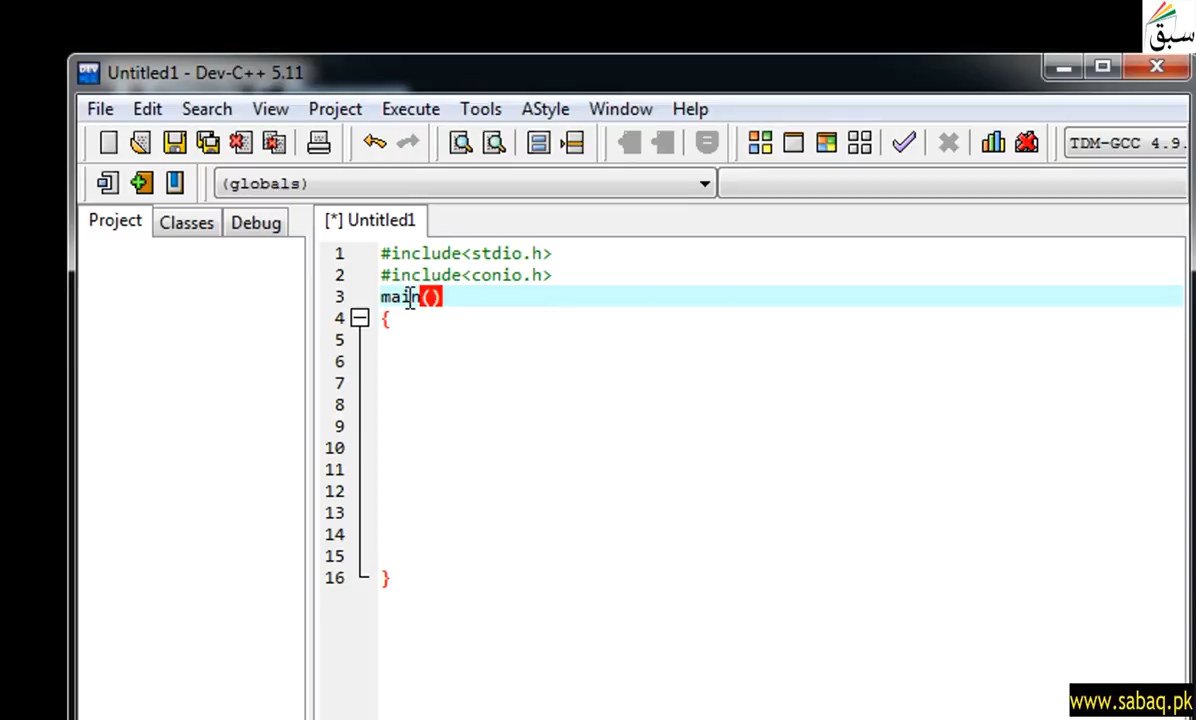 سبق
DEV
Untitled1 - Dev-C++ 5.11
File Edit Search View Project Execute Tools AStyle Window Help
TDM-GCC 4.9.
(globals)
Project Classes Debug
[*] Untitled1
1 #include<stdio.h>
2 #include<conio.h>
3 main()
4 {
5
6
7
8
9
10
11
12
13
14
15
16 }
www.sabaq.pk